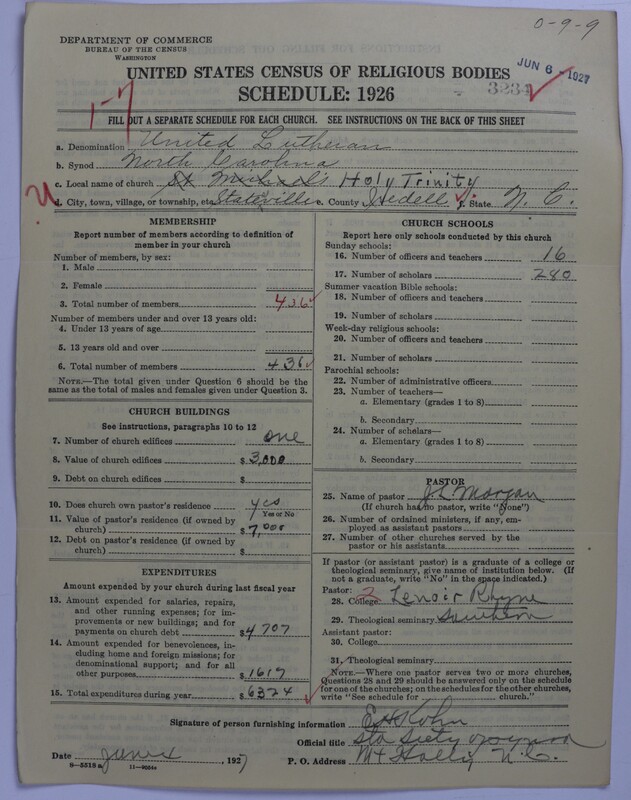 0-9-9
DEPARTMENT OF COMMERCE
BUREAU OF THE CENSUS
WASHINGTON
JUN 6 - 1927
UNITED STATES CENSUS OF RELIGIOUS BODIES
3234
SCHEDULE: 1926
1-7
FILL OUT A SEPARATE SCHEDULE FOR EACH CHURCH. SEE INSTRUCTIONS ON THE BACK OF THIS SHEET
a. Denomination United Lutheran
b. Synod North Carolina
c. Local name of church St Michael's Holy Trinity
d. City, town, village, or township, etc. Statesville e. County Iredell f. State N. C.
MEMBERSHIP
Report number of members according to definition of member in your church
Number of members, by sex:
1. Male
2. Female
3. Total number of members 436
Number of members under and over 13 years old:
4. Under 13 years of age
5. 13 years old and over
6. Total number of members 436
NOTE.—The total given under Question 6 should be the same as the total of males and females given under Question 3.
CHURCH BUILDINGS
See instructions, paragraphs 10 to 12
7. Number of church edifices one
8. Value of church edifices $ 3,000
9. Debt on church edifices $
10. Does church own pastor's residence yes
Yes or No
11. Value of pastor's residence (if owned by church) $ 7,000
12. Debt on pastor's residence (if owned by church) $
EXPENDITURES
Amount expended by your church during last fiscal year
13. Amount expended for salaries, repairs, and other running expenses; for improvements or new buildings; and for payments on church debt $ 4707
14. Amount expended for benevolences, including home and foreign missions; for denominational support; and for all other purposes $ 1617
15. Total expenditures during year $ 6324
CHURCH SCHOOLS
Report here only schools conducted by this church
Sunday schools:
16. Number of officers and teachers 16
17. Number of scholars 280
Summer vacation Bible schools:
18. Number of officers and teachers
19. Number of scholars
Week-day religious schools:
20. Number of officers and teachers
21. Number of scholars
Parochial schools:
22. Number of administrative officers
23. Number of teachers—
a. Elementary (grades 1 to 8)
b. Secondary
24. Number of scholars—
a. Elementary (grades 1 to 8)
b. Secondary
PASTOR
25. Name of pastor J. L. Morgan
(If church has no pastor, write "None")
26. Number of ordained ministers, if any, employed as assistant pastors
27. Number of other churches served by the pastor or his assistants
If pastor (or assistant pastor) is a graduate of a college or theological seminary, give name of institution below. (If not a graduate, write "No" in the space indicated.)
Pastor:
28. College Lenoir Rhyne
29. Theological seminary Southern
Assistant pastor:
30. College
31. Theological seminary
NOTE.—Where one pastor serves two or more churches, Questions 28 and 29 should be answered only on the schedule for one of the churches; on the schedules for the other churches, write "See schedule for church."
Signature of person furnishing information E H Kohn
Official title
Date June 1927 P. O. Address Mt Holly N. C.